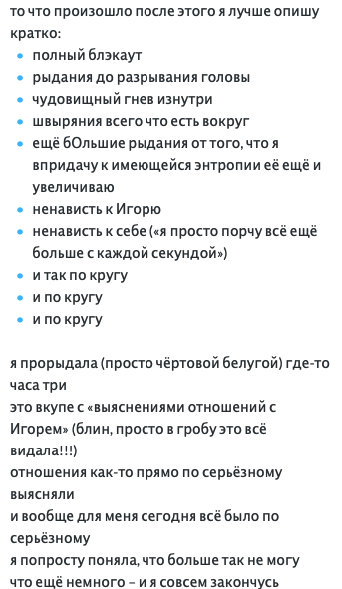 то что произошло после этого я лучше опишу
кратко:
• полный блэкаут
• рыдания до разрывания головы
• чудовищный гнев изнутри
• швыряния всего что есть вокруг
• ещё бОльшие рыдания от того, что я
впридачу к имеющейся энтропии её ещё и
увеличиваю
• ненависть к Игорю
• ненависть к себе («я просто порчу всё ещё
больше с каждой секундой»)
• и так по кругу
• и по кругу
• и по кругу
я прорыдала (просто чёртовой белугой) где-то
часа три
это вкупе с «выяснениями отношений с
Игорем» (блин, просто в гробу это всё
видала!!!)
отношения как-то прямо по серьёзному
выясняли
и вообще для меня сегодня всё было по
серьёзному
я попросту поняла, что больше так не могу
что ещё немного – и я совсем закончусь